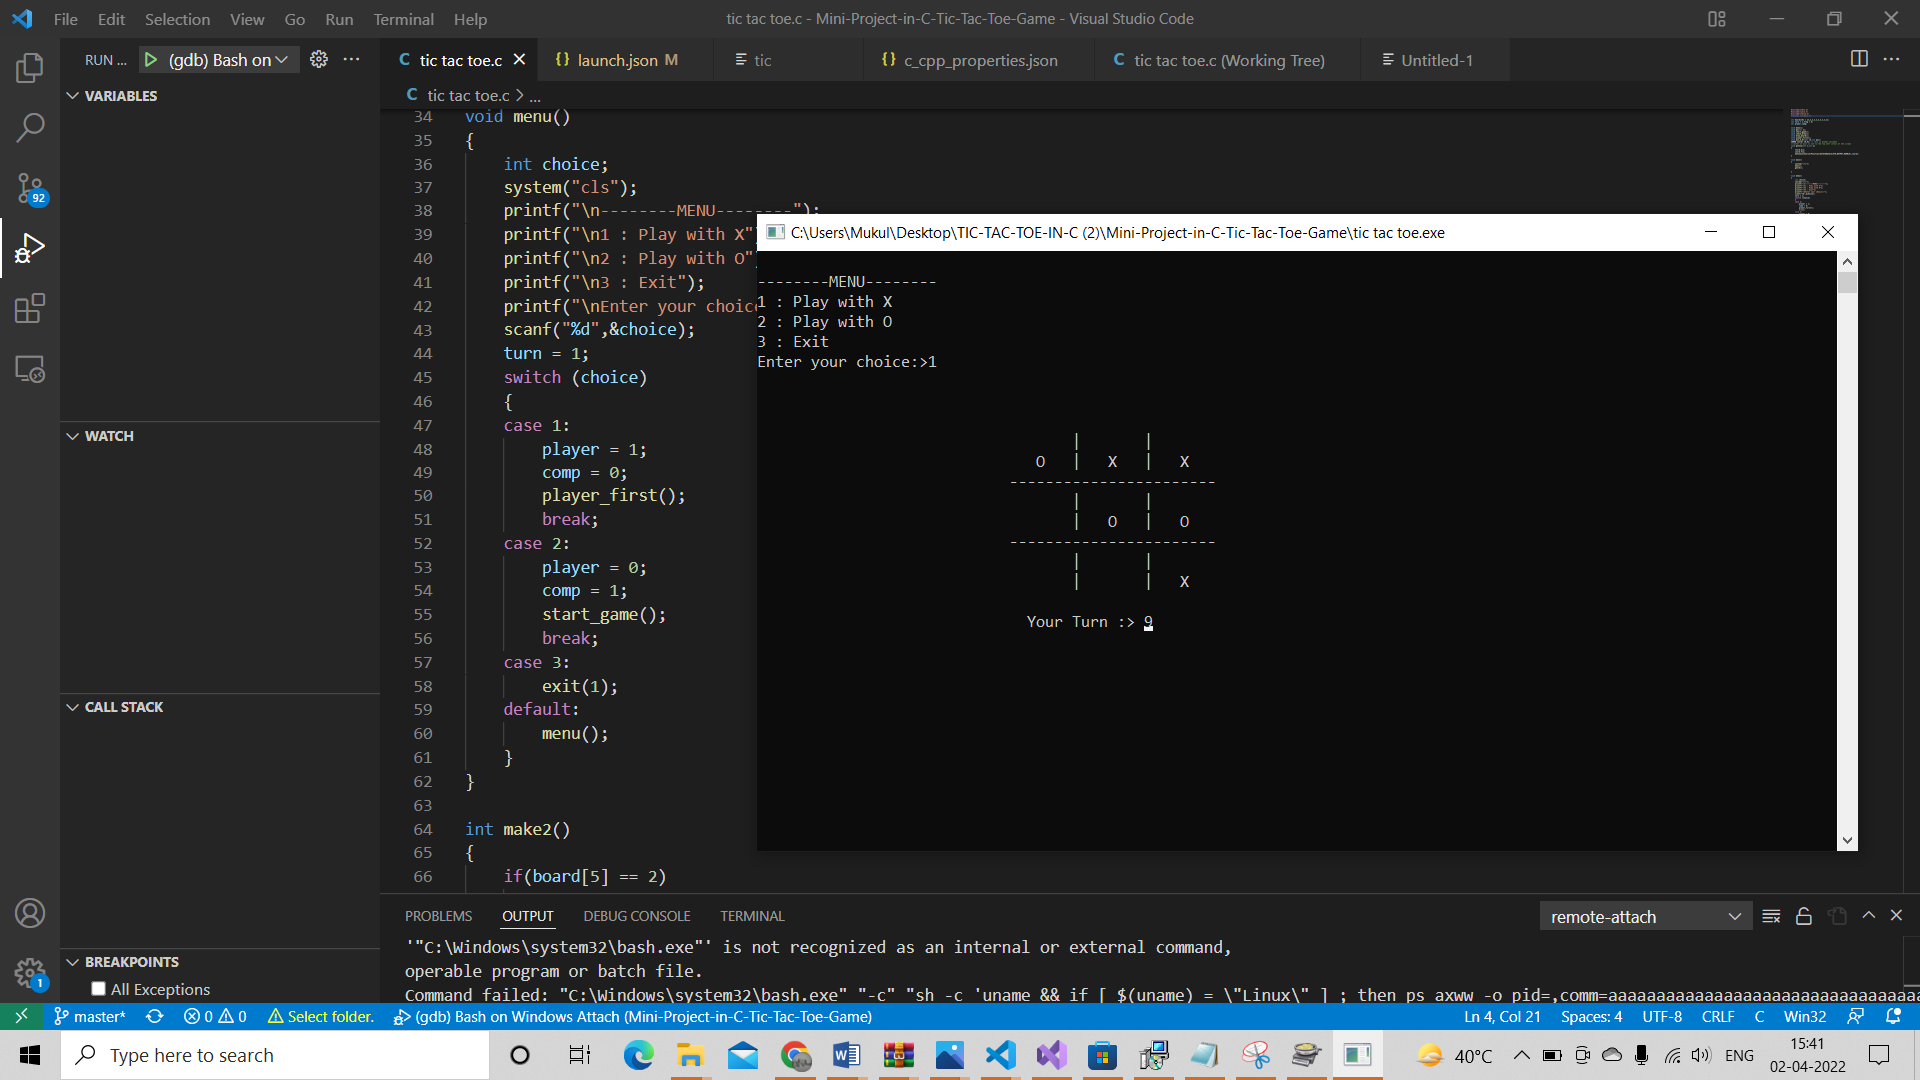 File Edit Selection View Go Run Terminal Help
tic tac toe.c - Mini-Project-in-C-Tic-Tac-Toe-Game - Visual Studio Code
RUN ... (gdb) Bash on
tic tac toe.c
launch.json M
tic
c_cpp_properties.json
tic tac toe.c (Working Tree)
Untitled-1
VARIABLES
WATCH
CALL STACK
BREAKPOINTS
All Exceptions
92
1
tic tac toe.c > ...
34 void menu()
35 {
36 int choice;
37 system("cls");
38 printf("\n--------MENU--------");
39 printf("\n1 : Play with X"
40 printf("\n2 : Play with O"
41 printf("\n3 : Exit");
42 printf("\nEnter your choic
43 scanf("%d",&choice);
44 turn = 1;
45 switch (choice)
46 {
47 case 1:
48 player = 1;
49 comp = 0;
50 player_first();
51 break;
52 case 2:
53 player = 0;
54 comp = 1;
55 start_game();
56 break;
57 case 3:
58 exit(1);
59 default:
60 menu();
61 }
62 }
63
64 int make2()
65 {
66 if(board[5] == 2)
C:\Users\Mukul\Desktop\TIC-TAC-TOE-IN-C (2)\Mini-Project-in-C-Tic-Tac-Toe-Game\tic tac toe.exe
--------MENU--------
1 : Play with X
2 : Play with O
3 : Exit
Enter your choice:>1
| |
O | X | X
-----------------------
| |
| O | O
-----------------------
| |
| | X
Your Turn :> 9
PROBLEMS OUTPUT DEBUG CONSOLE TERMINAL
remote-attach
'"C:\Windows\system32\bash.exe"' is not recognized as an internal or external command,
operable program or batch file.
Command failed: "C:\Windows\system32\bash.exe" "-c" "sh -c 'uname && if [ $(uname) = \"Linux\" ] ; then ps axww -o pid=,comm=aaaaaaaaaaaaaaaaaaaaaaaaaaaaaaaaa
master* 0 0 Select folder. (gdb) Bash on Windows Attach (Mini-Project-in-C-Tic-Tac-Toe-Game)
Ln 4, Col 21 Spaces: 4 UTF-8 CRLF C Win32
Type here to search
40°C
ENG
15:41
02-04-2022